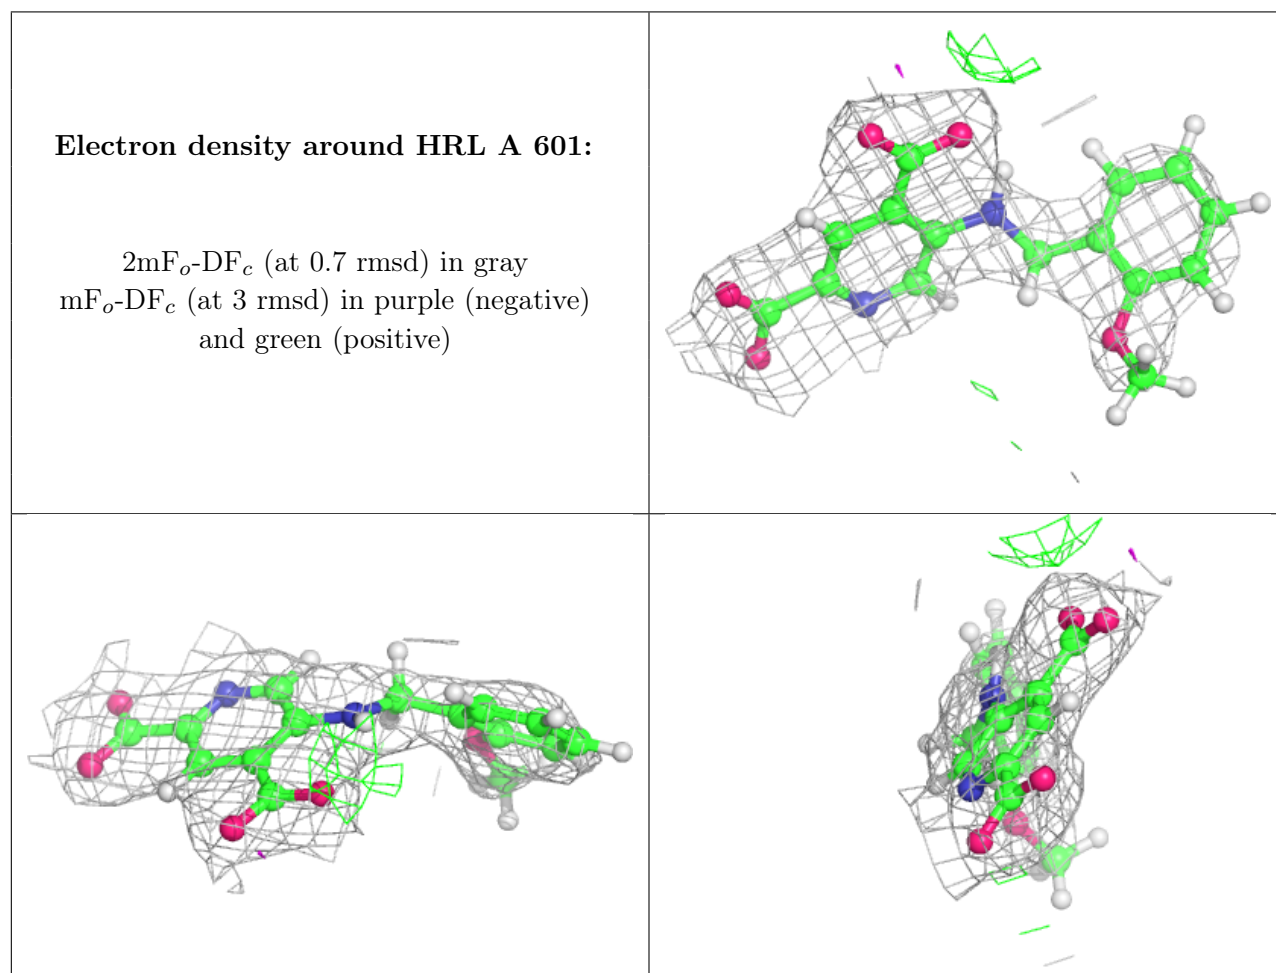 Electron density around HRL A 601:
2mFo-DFc (at 0.7 rmsd) in gray
mFo-DFc (at 3 rmsd) in purple (negative)
and green (positive)